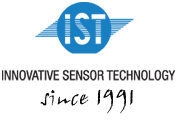 IST
INNOVATIVE SENSOR TECHNOLOGY
since 1991